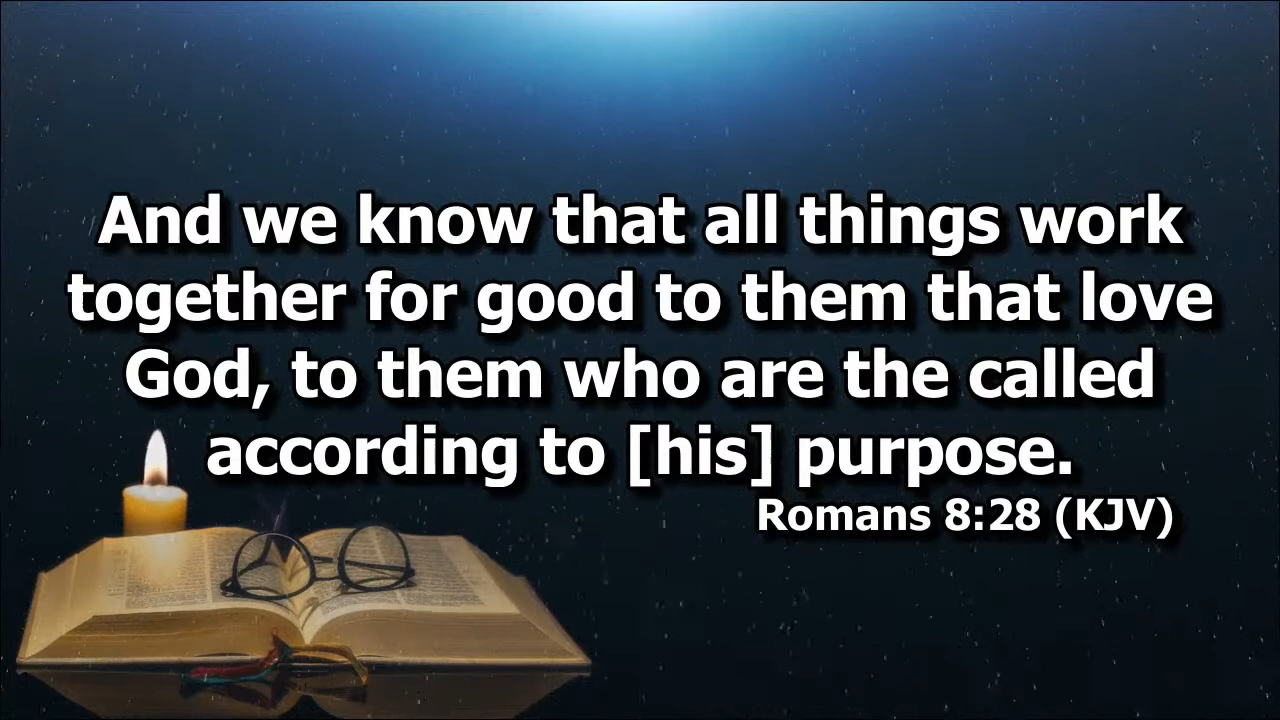 And we know that all things work
together for good to them that love
God, to them who are the called
according to [his] purpose.
Romans 8:28 (KJV)